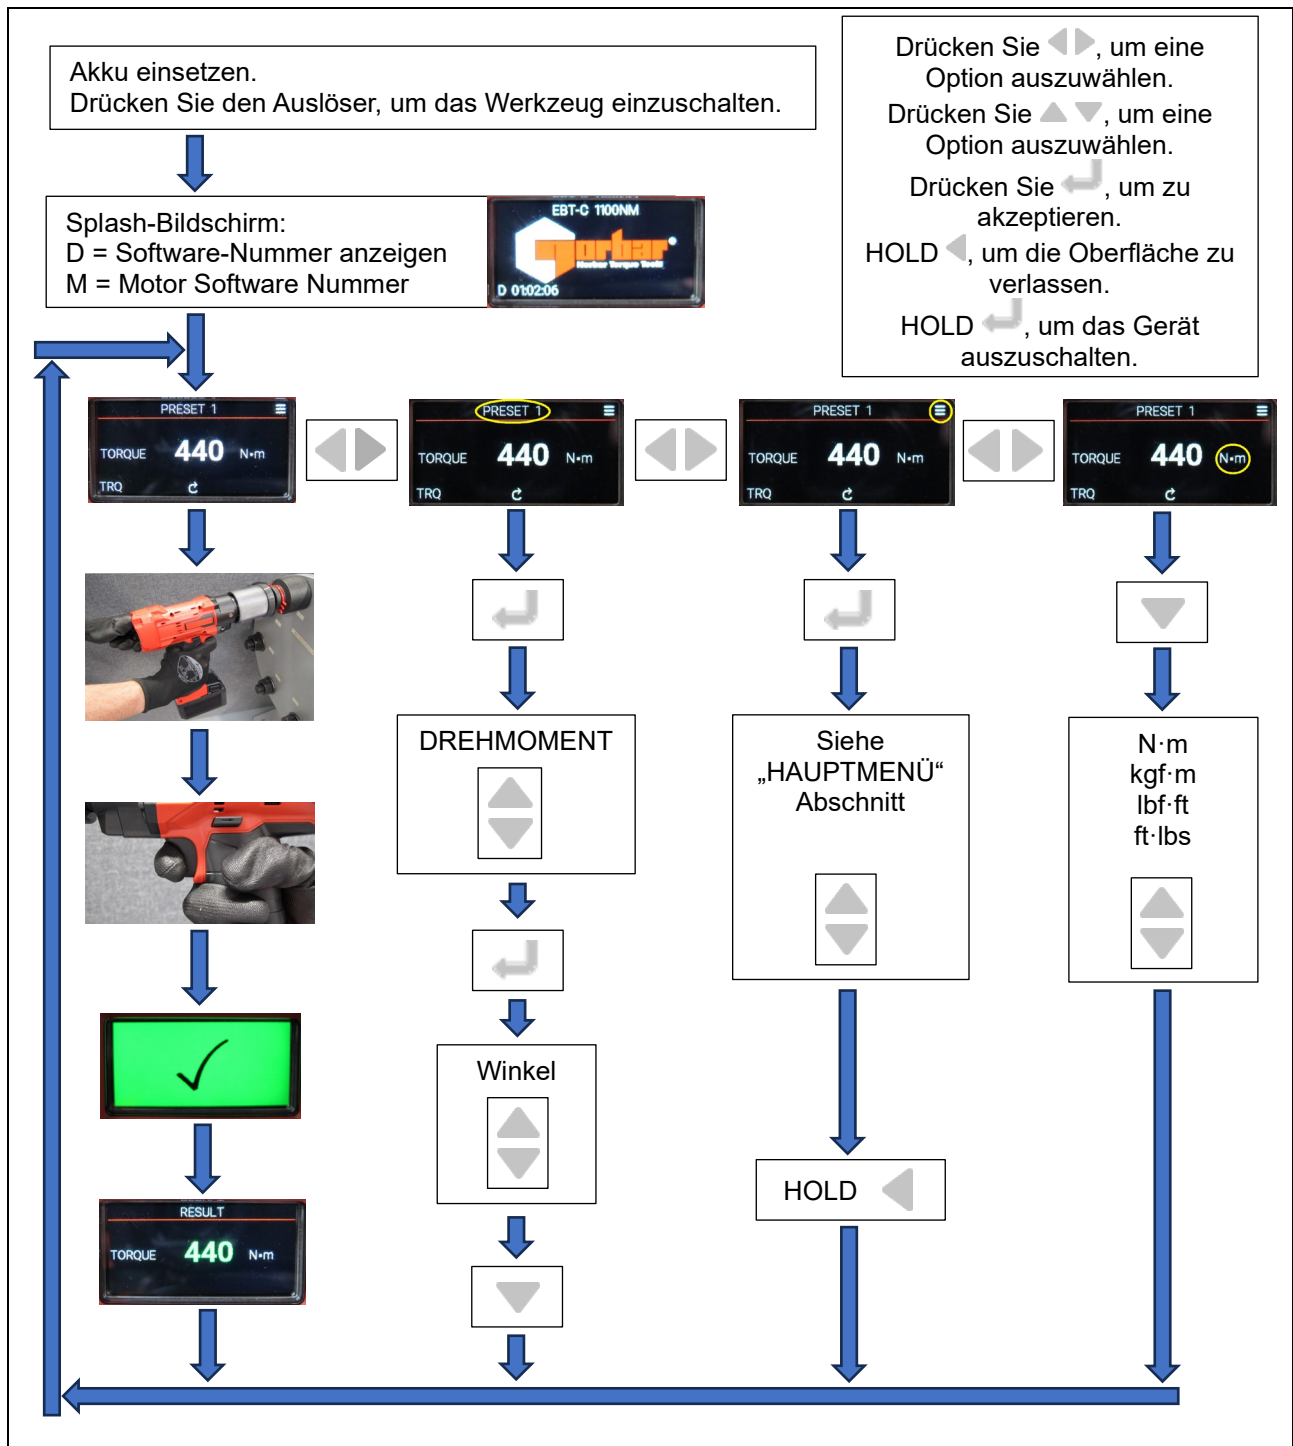 Akku einsetzen.
Drücken Sie den Auslöser, um das Werkzeug einzuschalten.
Drücken Sie , um eine
Option auszuwählen.
Drücken Sie , um eine
Option auszuwählen.
Drücken Sie , um zu
akzeptieren.
HOLD , um die Oberfläche zu
verlassen.
HOLD , um das Gerät
auszuschalten.
Splash-Bildschirm:
D = Software-Nummer anzeigen
M = Motor Software Nummer
EBT-C 1100NM
norbar
Norbar Torque Tools
D 01:02:06
PRESET 1
TORQUE 440 N•m
TRQ
PRESET 1
TORQUE 440 N•m
TRQ
PRESET 1
TORQUE 440 N•m
TRQ
PRESET 1
TORQUE 440 N•m
TRQ
DREHMOMENT
Winkel
Siehe
„HAUPTMENÜ“
Abschnitt
HOLD
N·m
kgf·m
lbf·ft
ft·lbs
RESULT
TORQUE 440 N•m